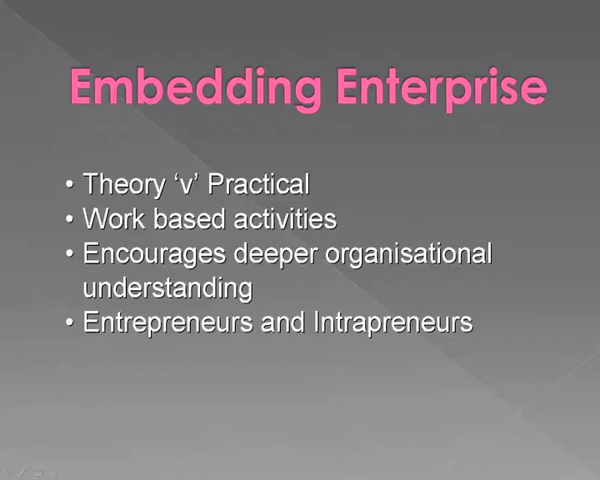 Embedding Enterprise
• Theory ‘v’ Practical
• Work based activities
• Encourages deeper organisational
understanding
• Entrepreneurs and Intrapreneurs